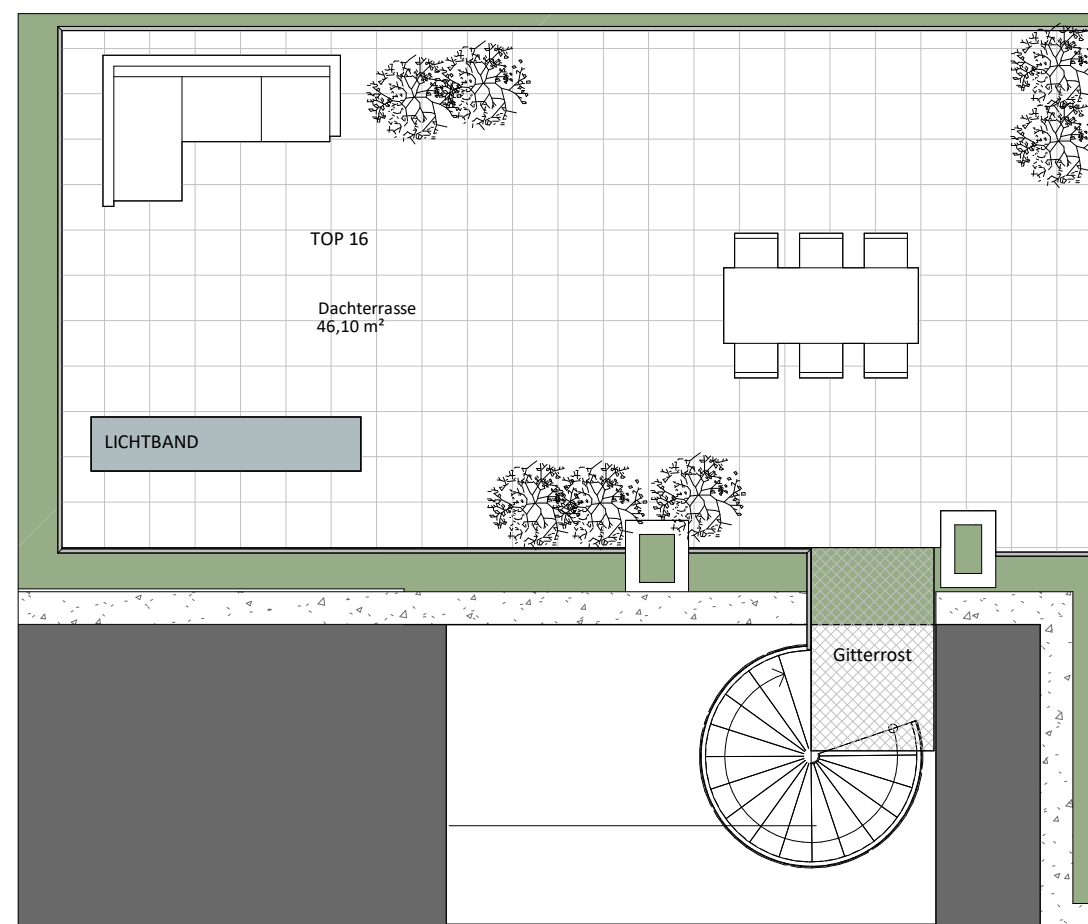 TOP 16
Dachterrasse
46,10 m²
LICHTBAND
Gitterrost